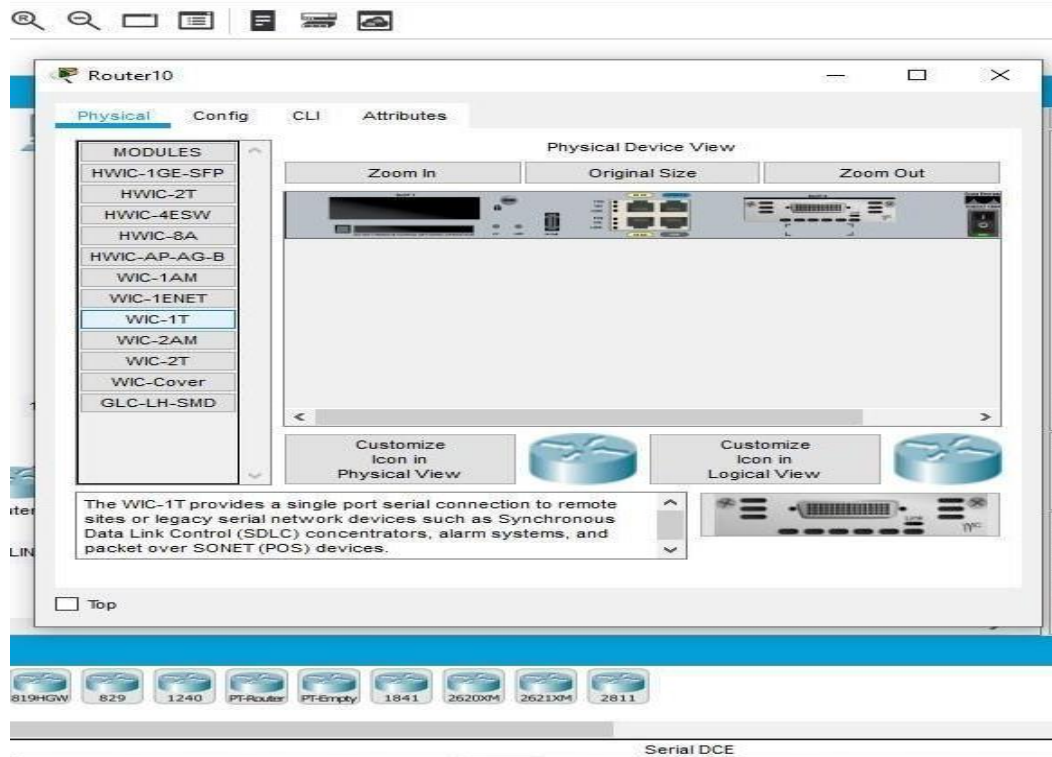 Router10
Physical Config CLI Attributes
MODULES
HWIC-1GE-SFP
HWIC-2T
HWIC-4ESW
HWIC-8A
HWIC-AP-AG-B
WIC-1AM
WIC-1ENET
WIC-1T
WIC-2AM
WIC-2T
WIC-Cover
GLC-LH-SMD
Physical Device View
Zoom In Original Size Zoom Out
Customize
Icon in
Physical View
Customize
Icon in
Logical View
The WIC-1T provides a single port serial connection to remote
sites or legacy serial network devices such as Synchronous
Data Link Control (SDLC) concentrators, alarm systems, and
packet over SONET (POS) devices.
Top
819HGW 829 1240 PT-Router PT-Empty 1841 2620XM 2621XM 2811
Serial DCE